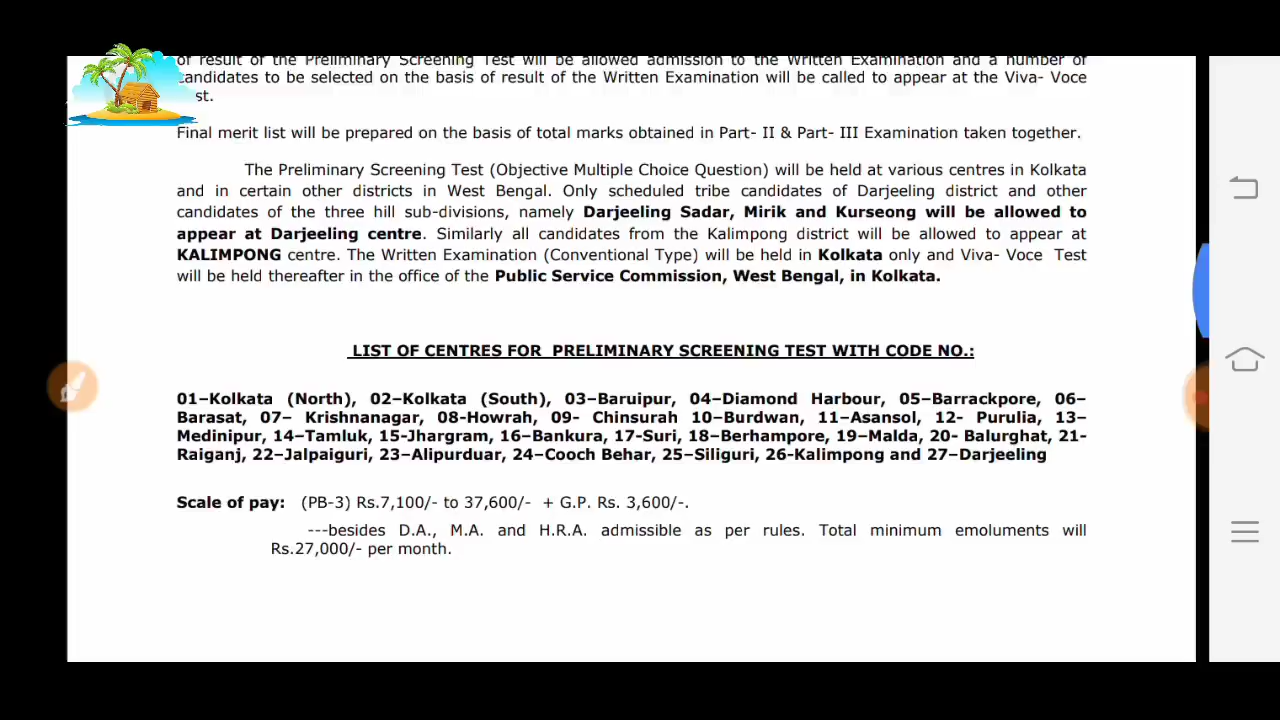 of result of the Preliminary Screening Test will be allowed admission to the Written Examination and a number of
candidates to be selected on the basis of result of the Written Examination will be called to appear at the Viva- Voce
st.
Final merit list will be prepared on the basis of total marks obtained in Part- II & Part- III Examination taken together.
The Preliminary Screening Test (Objective Multiple Choice Question) will be held at various centres in Kolkata
and in certain other districts in West Bengal. Only scheduled tribe candidates of Darjeeling district and other
candidates of the three hill sub-divisions, namely Darjeeling Sadar, Mirik and Kurseong will be allowed to
appear at Darjeeling centre. Similarly all candidates from the Kalimpong district will be allowed to appear at
KALIMPONG centre. The Written Examination (Conventional Type) will be held in Kolkata only and Viva- Voce Test
will be held thereafter in the office of the Public Service Commission, West Bengal, in Kolkata.
LIST OF CENTRES FOR PRELIMINARY SCREENING TEST WITH CODE NO.:
01–Kolkata (North), 02–Kolkata (South), 03–Baruipur, 04–Diamond Harbour, 05–Barrackpore, 06–
Barasat, 07– Krishnanagar, 08-Howrah, 09- Chinsurah 10–Burdwan, 11–Asansol, 12- Purulia, 13–
Medinipur, 14–Tamluk, 15-Jhargram, 16–Bankura, 17-Suri, 18–Berhampore, 19–Malda, 20- Balurghat, 21-
Raiganj, 22–Jalpaiguri, 23–Alipurduar, 24–Cooch Behar, 25–Siliguri, 26-Kalimpong and 27–Darjeeling
Scale of pay: (PB-3) Rs.7,100/- to 37,600/- + G.P. Rs. 3,600/-.
---besides D.A., M.A. and H.R.A. admissible as per rules. Total minimum emoluments will
Rs.27,000/- per month.